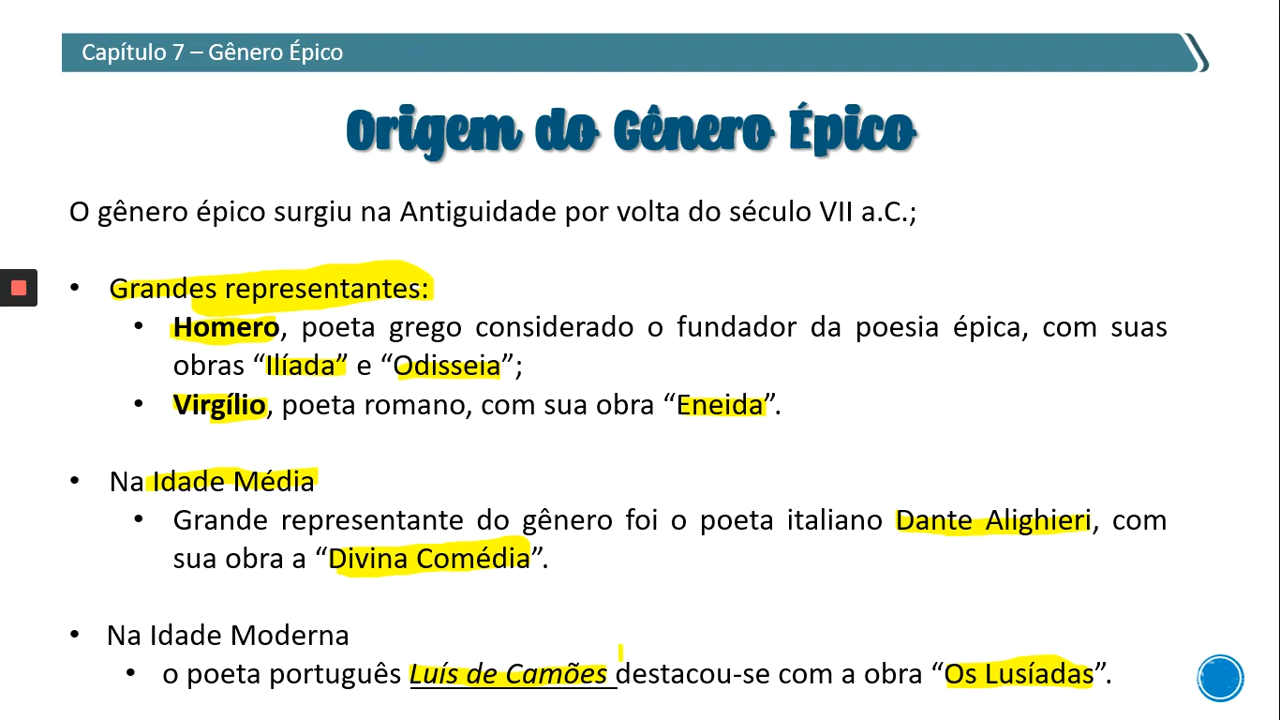 Capítulo 7 – Gênero Épico
Origem do Gênero Épico
O gênero épico surgiu na Antiguidade por volta do século VII a.C.;
• Grandes representantes:
• Homero, poeta grego considerado o fundador da poesia épica, com suas
obras “Ilíada” e “Odisseia”;
• Virgílio, poeta romano, com sua obra “Eneida”.
• Na Idade Média
• Grande representante do gênero foi o poeta italiano Dante Alighieri, com
sua obra a “Divina Comédia”.
• Na Idade Moderna
• o poeta português Luís de Camões destacou-se com a obra “Os Lusíadas”.